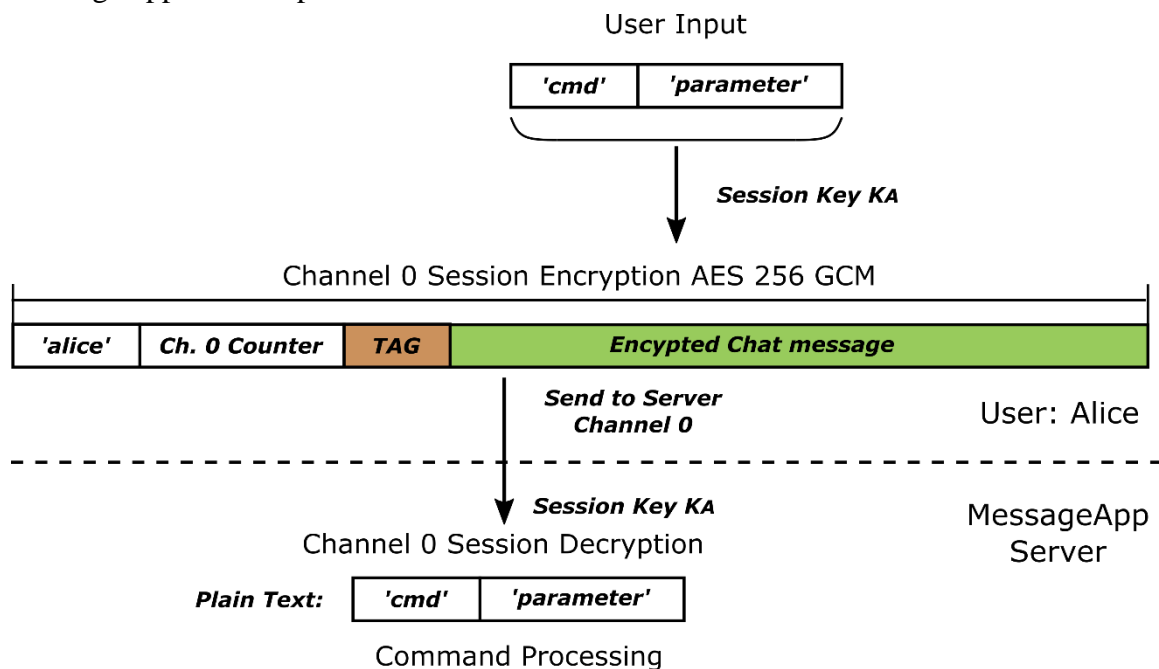 User Input
'cmd' 'parameter'
Session Key KA
Channel 0 Session Encryption AES 256 GCM
'alice' Ch. 0 Counter TAG Encypted Chat message
Send to Server
Channel 0
User: Alice
Session Key KA
MessageApp
Server
Channel 0 Session Decryption
Plain Text: 'cmd' 'parameter'
Command Processing